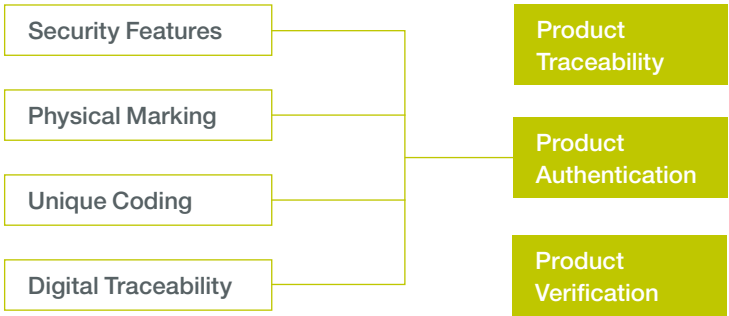 Security Features
Physical Marking
Unique Coding
Digital Traceability
Product
Traceability
Product
Authentication
Product
Verification